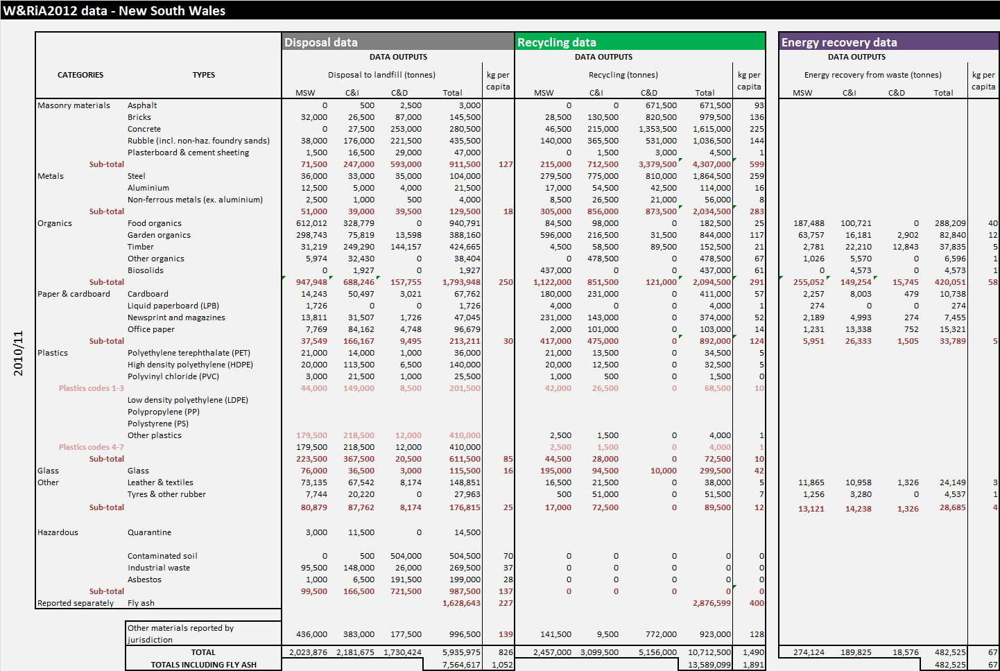 W&RiA2012 data - New South Wales
Disposal data Recycling data Energy recovery data
DATA OUTPUTS DATA OUTPUTS DATA OUTPUTS
CATEGORIES TYPES Disposal to landfill (tonnes) kg per capita Recycling (tonnes) kg per capita Energy recovery from waste (tonnes) kg per capita
MSW C&I C&D Total MSW C&I C&D Total MSW C&I C&D Total
Masonry materials Asphalt 0 500 2,500 3,000 0 0 671,500 671,500 93
Bricks 32,000 26,500 87,000 145,500 28,500 130,500 820,500 979,500 136
Concrete 0 27,500 253,000 280,500 46,500 215,000 1,353,500 1,615,000 225
Rubble (incl. non-haz. foundry sands) 38,000 176,000 221,500 435,500 140,000 365,500 531,000 1,036,500 144
Plasterboard & cement sheeting 1,500 16,500 29,000 47,000 0 1,500 3,000 4,500 1
Sub-total 71,500 247,000 593,000 911,500 127 215,000 712,500 3,379,500 4,307,000 599
Metals Steel 36,000 33,000 35,000 104,000 279,500 775,000 810,000 1,864,500 259
Aluminium 12,500 5,000 4,000 21,500 17,000 54,500 42,500 114,000 16
Non-ferrous metals (ex. aluminium) 2,500 1,000 500 4,000 8,500 26,500 21,000 56,000 8
Sub-total 51,000 39,000 39,500 129,500 18 305,000 856,000 873,500 2,034,500 283
Organics Food organics 612,012 328,779 0 940,791 84,500 98,000 0 182,500 25 187,488 100,721 0 288,209 40
Garden organics 298,743 75,819 13,598 388,160 596,000 216,500 31,500 844,000 117 63,757 16,181 2,902 82,840 12
Timber 31,219 249,290 144,157 424,665 4,500 58,500 89,500 152,500 21 2,781 22,210 12,843 37,835 5
Other organics 5,974 32,430 0 38,404 0 478,500 0 478,500 67 1,026 5,570 0 6,596 1
Biosolids 0 1,927 0 1,927 437,000 0 0 437,000 61 0 4,573 0 4,573 1
Sub-total 947,948 688,246 157,755 1,793,948 250 1,122,000 851,500 121,000 2,094,500 291 255,052 149,254 15,745 420,051 58
Paper & cardboard Cardboard 14,243 50,497 3,021 67,762 180,000 231,000 0 411,000 57 2,257 8,003 479 10,738
Liquid paperboard (LPB) 1,726 0 0 1,726 4,000 0 0 4,000 1 274 0 0 274
Newsprint and magazines 13,811 31,507 1,726 47,045 231,000 143,000 0 374,000 52 2,189 4,993 274 7,455
Office paper 7,769 84,162 4,748 96,679 2,000 101,000 0 103,000 14 1,231 13,338 752 15,321
Sub-total 37,549 166,167 9,495 213,211 30 417,000 475,000 0 892,000 124 5,951 26,333 1,505 33,789 5
2010/11
Plastics Polyethylene terephthalate (PET) 21,000 14,000 1,000 36,000 21,000 13,500 0 34,500 5
High density polyethylene (HDPE) 20,000 113,500 6,500 140,000 20,000 12,500 0 32,500 5
Polyvinyl chloride (PVC) 3,000 21,500 1,000 25,500 1,000 500 0 1,500 0
Plastics codes 1-3 44,000 149,000 8,500 201,500 42,000 26,500 0 68,500 10
Low density polyethylene (LDPE)
Polypropylene (PP)
Polystyrene (PS)
Other plastics 179,500 218,500 12,000 410,000 2,500 1,500 0 4,000 1
Plastics codes 4-7 179,500 218,500 12,000 410,000 2,500 1,500 0 4,000 1
Sub-total 223,500 367,500 20,500 611,500 85 44,500 28,000 0 72,500 10
Glass Glass 76,000 36,500 3,000 115,500 16 195,000 94,500 10,000 299,500 42
Other Leather & textiles 73,135 67,542 8,174 148,851 16,500 21,500 0 38,000 5 11,865 10,958 1,326 24,149 3
Tyres & other rubber 7,744 20,220 0 27,963 500 51,000 0 51,500 7 1,256 3,280 0 4,537 1
Sub-total 80,879 87,762 8,174 176,815 25 17,000 72,500 0 89,500 12 13,121 14,238 1,326 28,685 4
Hazardous Quarantine 3,000 11,500 0 14,500
Contaminated soil 0 500 504,000 504,500 70 0 0 0 0 0
Industrial waste 95,500 148,000 26,000 269,500 37 0 0 0 0 0
Asbestos 1,000 6,500 191,500 199,000 28 0 0 0 0 0
Sub-total 99,500 166,500 721,500 987,500 137 0 0 0 0 0
Reported separately Fly ash 1,628,643 227 2,876,599 400
Other materials reported by
jurisdiction 436,000 383,000 177,500 996,500 139 141,500 9,500 772,000 923,000 128
TOTAL 2,023,876 2,181,675 1,730,424 5,935,975 826 2,457,000 3,099,500 5,156,000 10,712,500 1,490 274,124 189,825 18,576 482,525 67
TOTALS INCLUDING FLY ASH 7,564,617 1,052 13,589,099 1,891 482,525 67